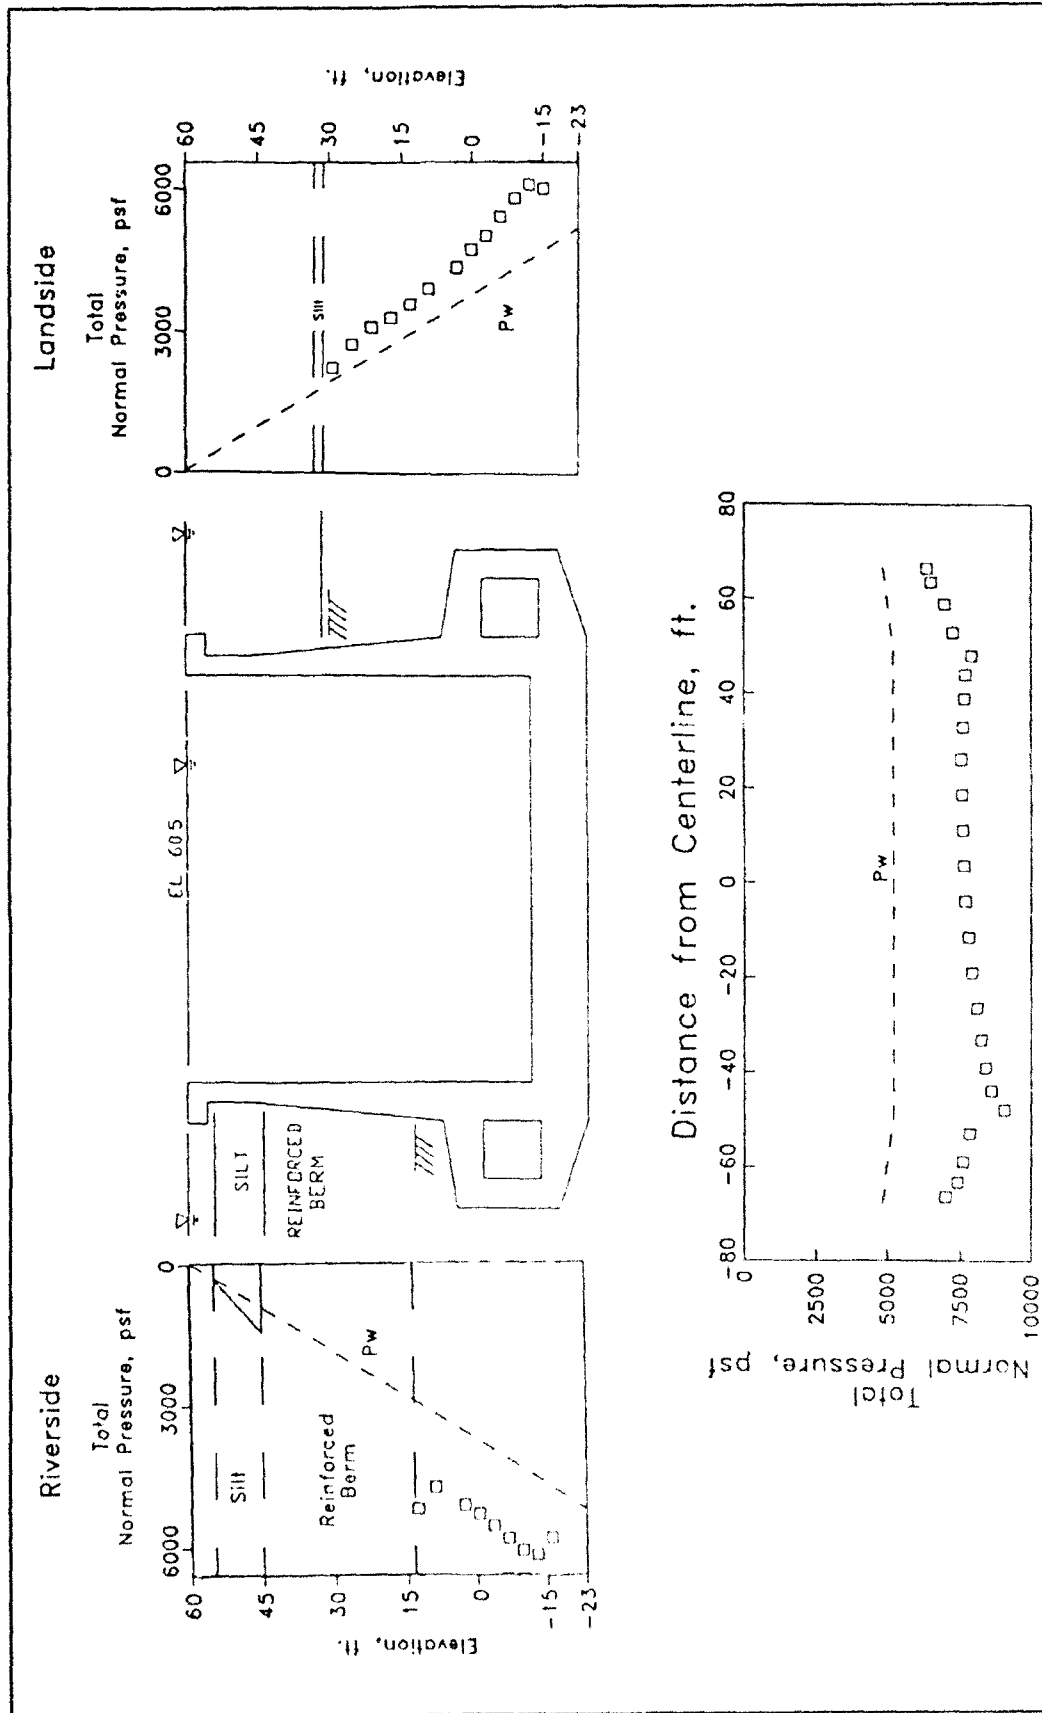 Riverside
Total
Normal Pressure, psf
6000
3000
0
Elevation, ft.
60
45
30
15
0
-15
-23
Silt
Reinforced
Berm
Pw
EL 60.5
SILT
REINFORCED
BERM
Landside
Total
Normal Pressure, psf
0
3000
6000
Silt
Pw
60
45
30
15
0
-15
-23
Elevation, ft.
Distance from Centerline, ft.
-80
-60
-40
-20
0
20
40
60
80
Pw
0
2500
5000
7500
10000
Total
Normal Pressure, psf